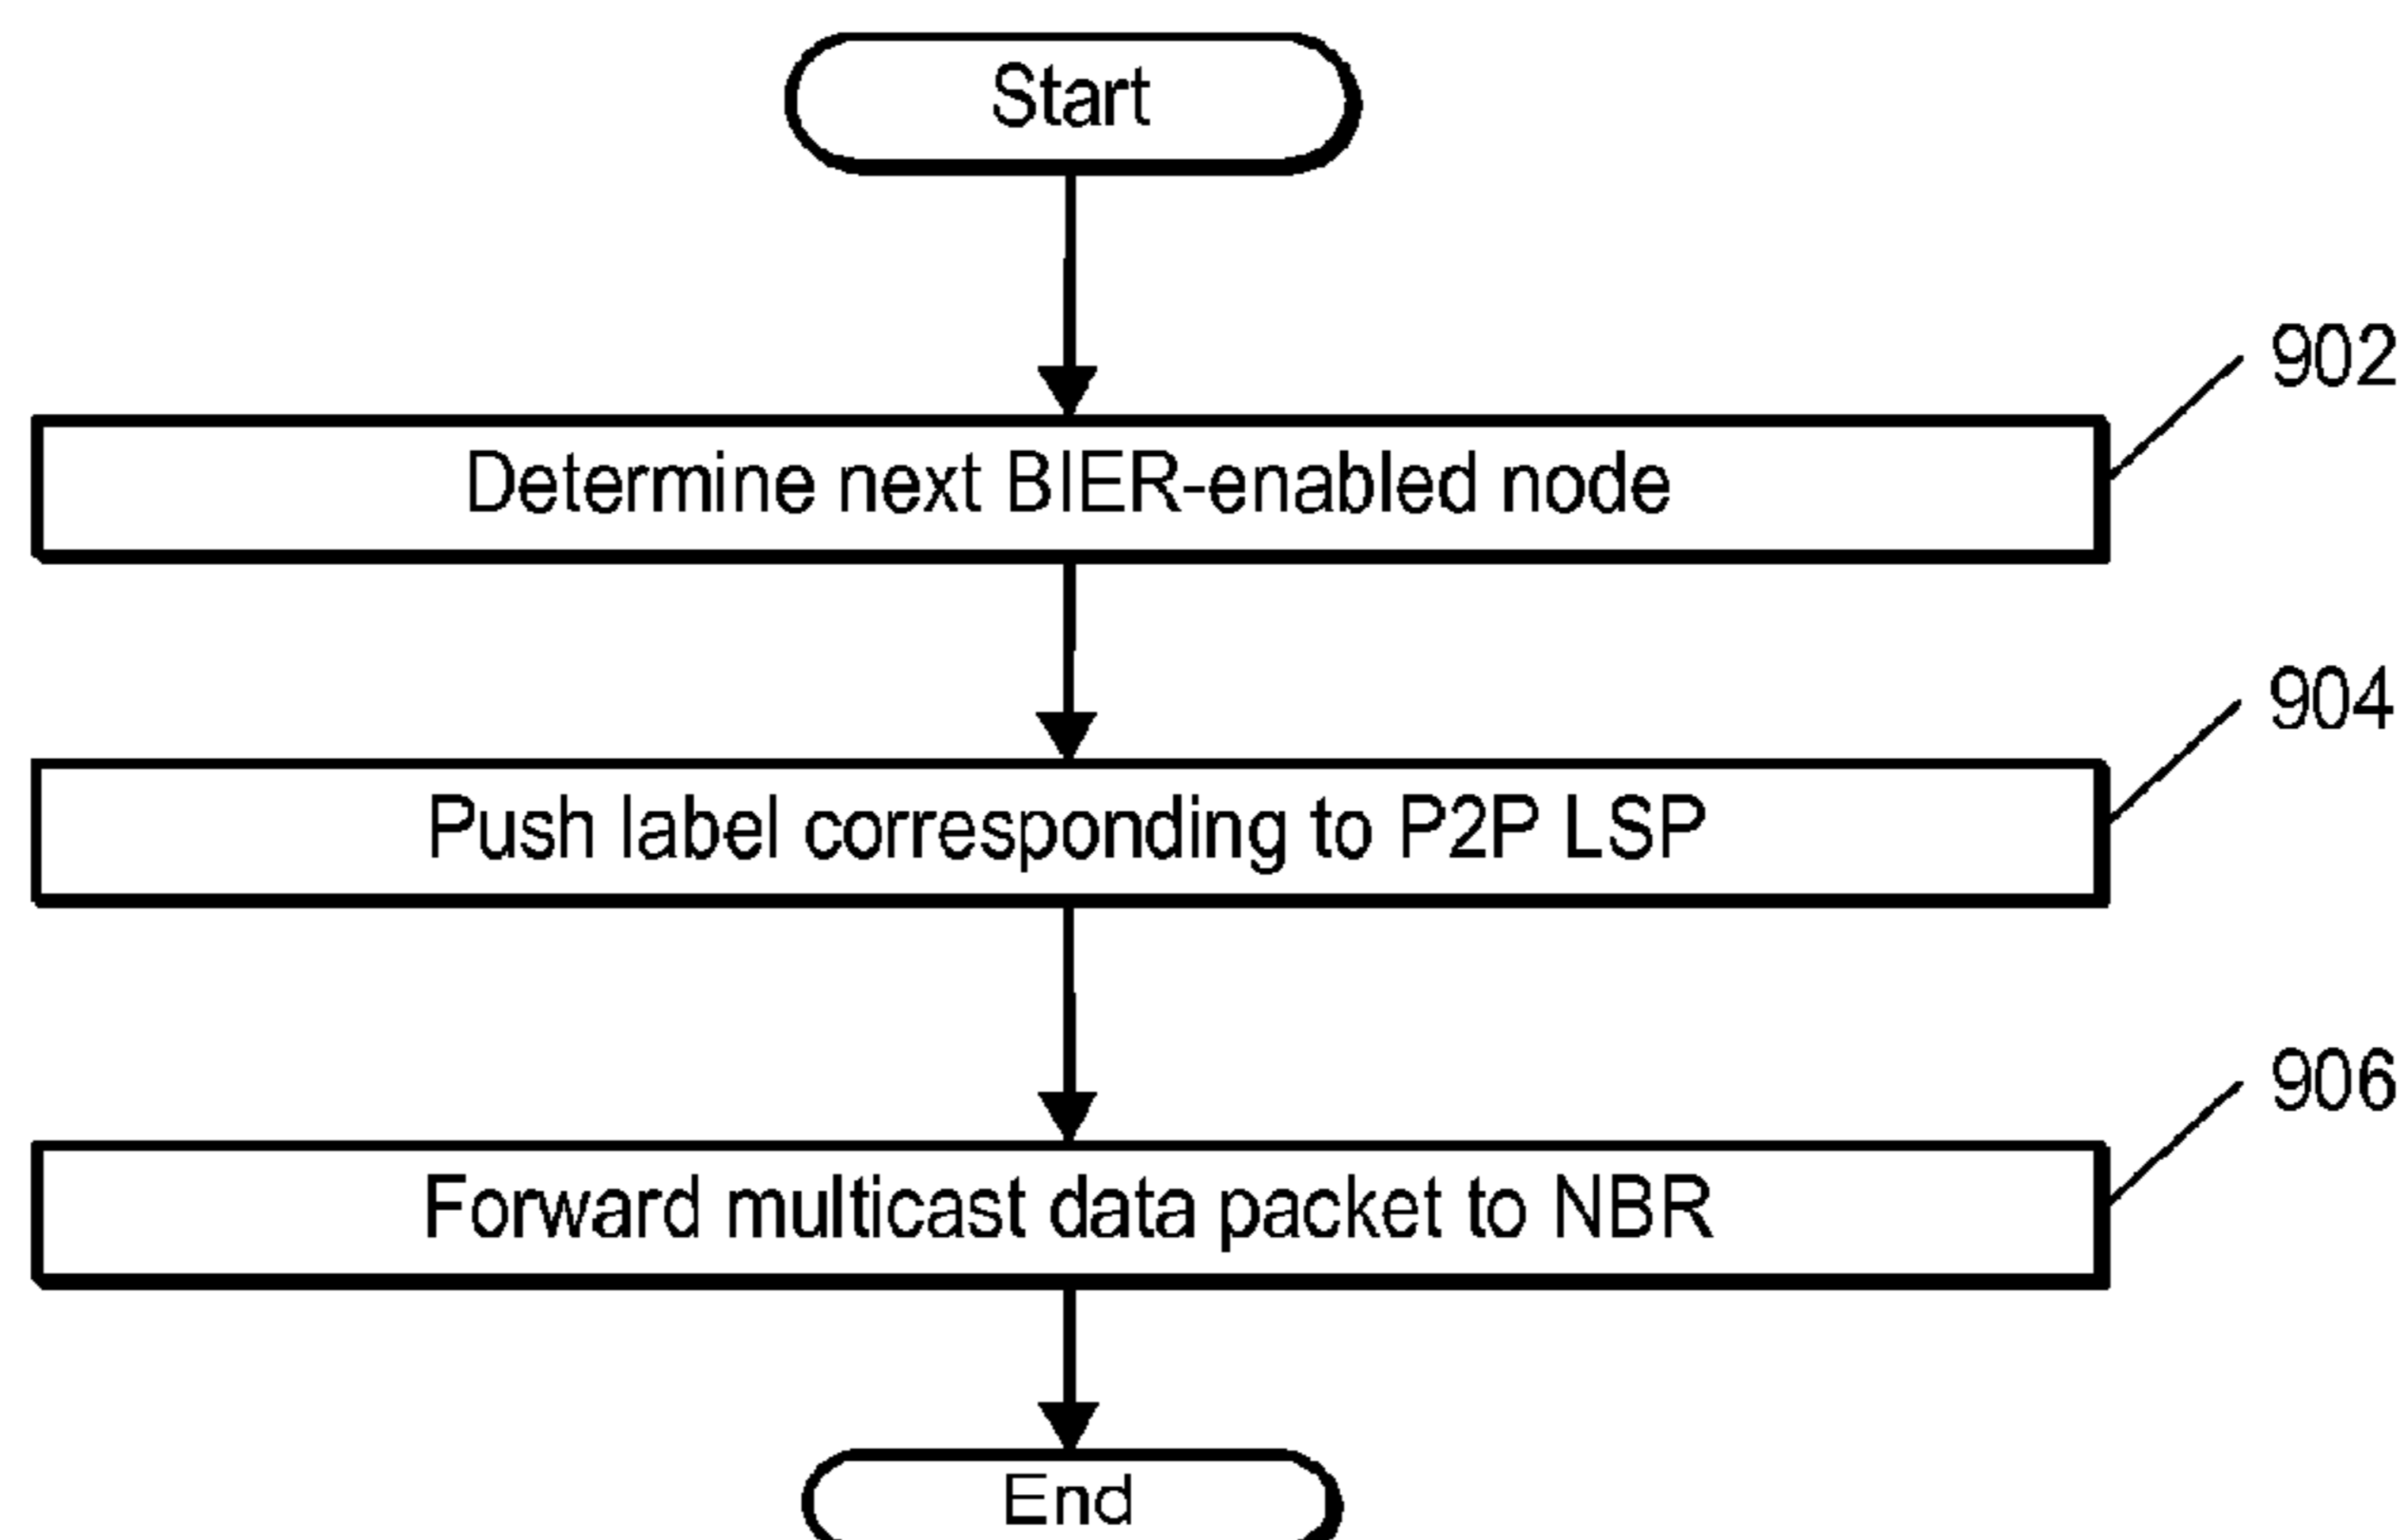 Start
902
Determine next BIER-enabled node
904
Push label corresponding to P2P LSP
906
Forward multicast data packet to NBR
End